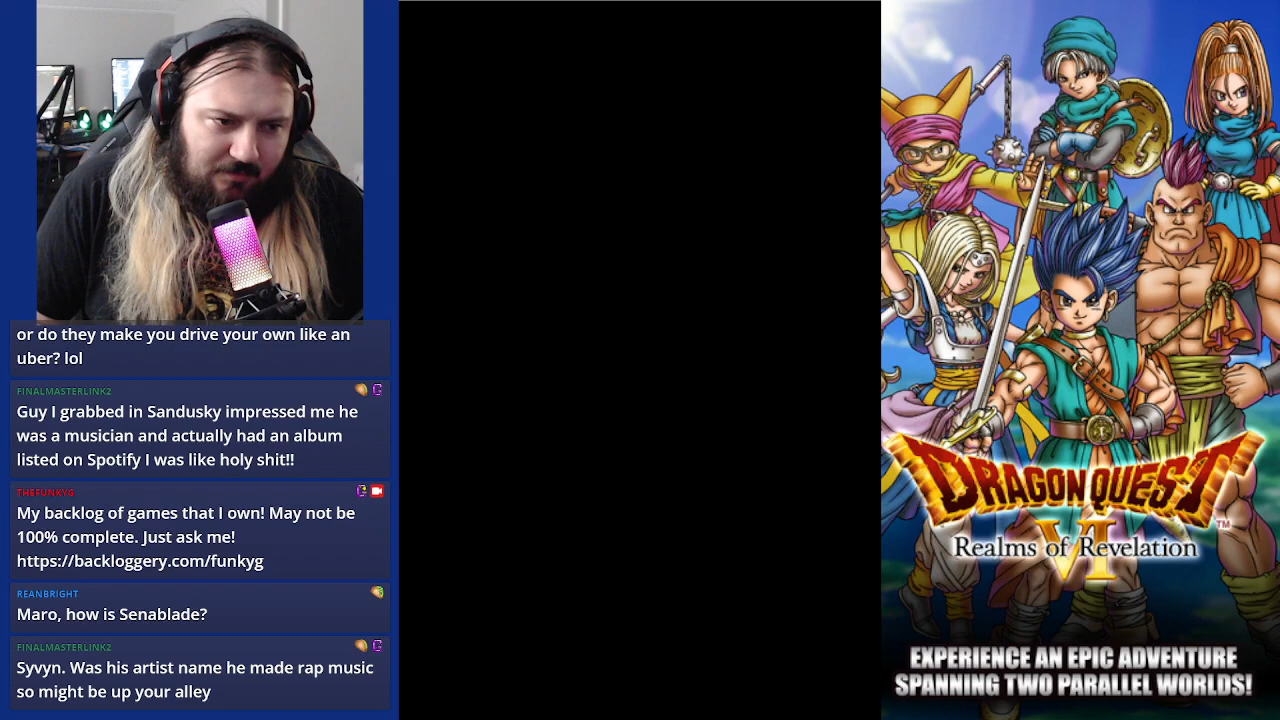 or do they make you drive your own like an
uber? lol
FINALMASTERLINK2
Guy I grabbed in Sandusky impressed me he
was a musician and actually had an album
listed on Spotify I was like holy shit!!
THEFUNKYG
My backlog of games that I own! May not be
100% complete. Just ask me!
https://backloggery.com/funkyg
REANBRIGHT
Maro, how is Senablade?
FINALMASTERLINK2
Syvyn. Was his artist name he made rap music
so might be up your alley
DRAGON QUEST
VI
TM
Realms of Revelation
EXPERIENCE AN EPIC ADVENTURE
SPANNING TWO PARALLEL WORLDS!